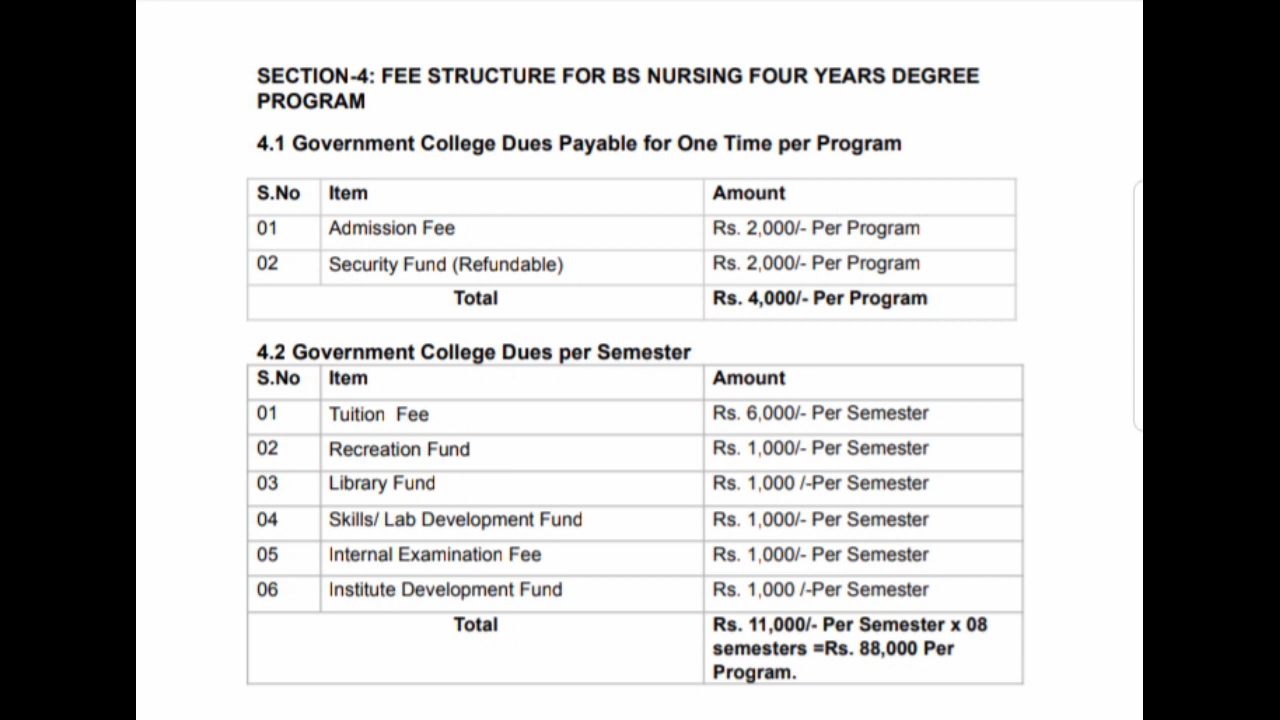 SECTION-4: FEE STRUCTURE FOR BS NURSING FOUR YEARS DEGREE
PROGRAM
4.1 Government College Dues Payable for One Time per Program
S.No Item Amount
01 Admission Fee Rs. 2,000/- Per Program
02 Security Fund (Refundable) Rs. 2,000/- Per Program
Total Rs. 4,000/- Per Program
4.2 Government College Dues per Semester
S.No Item Amount
01 Tuition Fee Rs. 6,000/- Per Semester
02 Recreation Fund Rs. 1,000/- Per Semester
03 Library Fund Rs. 1,000 /-Per Semester
04 Skills/ Lab Development Fund Rs. 1,000/- Per Semester
05 Internal Examination Fee Rs. 1,000/- Per Semester
06 Institute Development Fund Rs. 1,000 /-Per Semester
Total Rs. 11,000/- Per Semester x 08
semesters =Rs. 88,000 Per
Program.